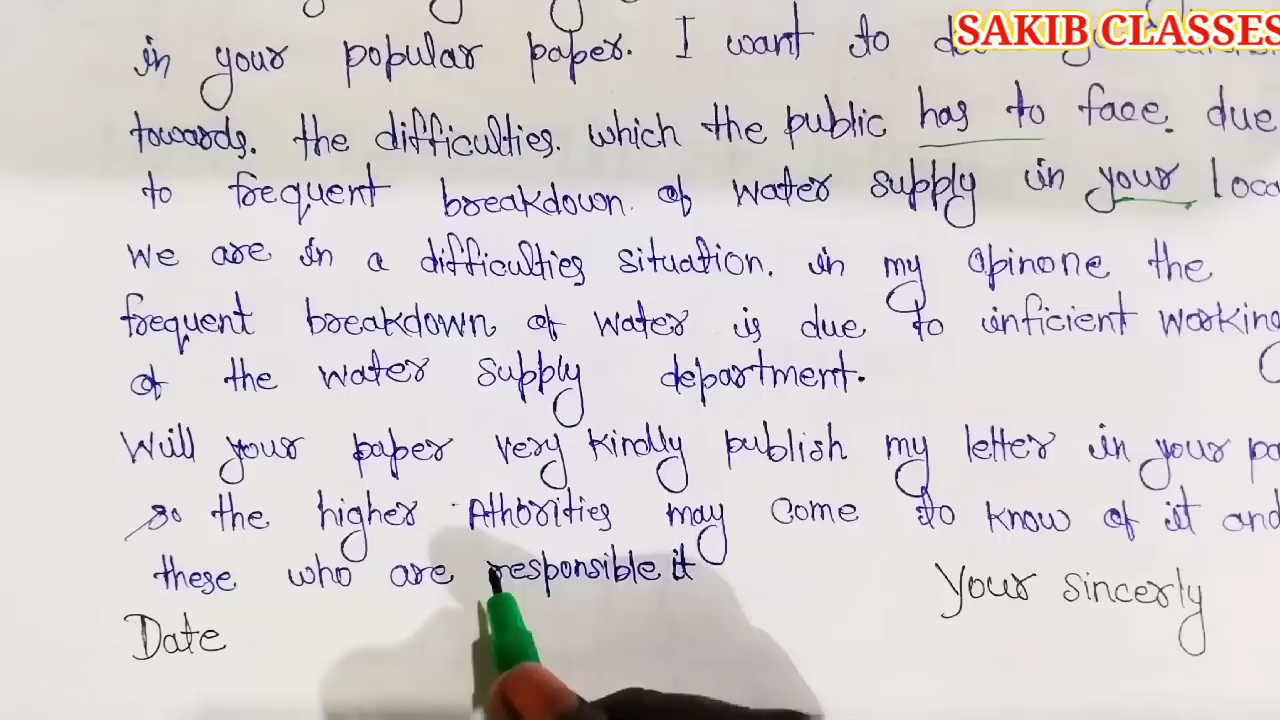 SAKIB CLASSES
in your popular paper. I want to
towards. the difficulties. which the public has to face. due
to frequent breakdown. of water supply in your
we are in a difficulties situation. in my opinone the
frequent breakdown of water is due to inficient working
of the water supply department.
Will your paper very kindly publish my letter in your
so the higher Athorities may come to know of it and
these who are responsible it
Your sincerly
Date